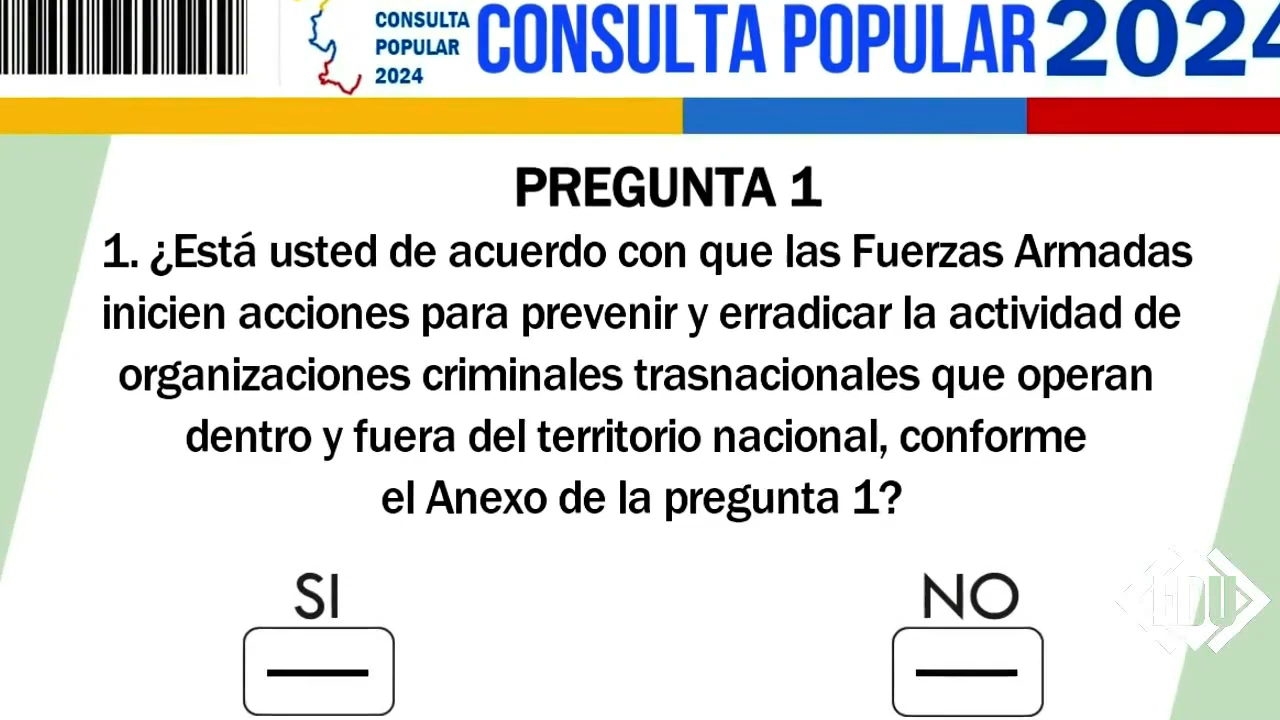 CONSULTA
POPULAR
2024
CONSULTA POPULAR 2024
PREGUNTA 1
1. ¿Está usted de acuerdo con que las Fuerzas Armadas
inicien acciones para prevenir y erradicar la actividad de
organizaciones criminales trasnacionales que operan
dentro y fuera del territorio nacional, conforme
el Anexo de la pregunta 1?
SI
NO
EDU